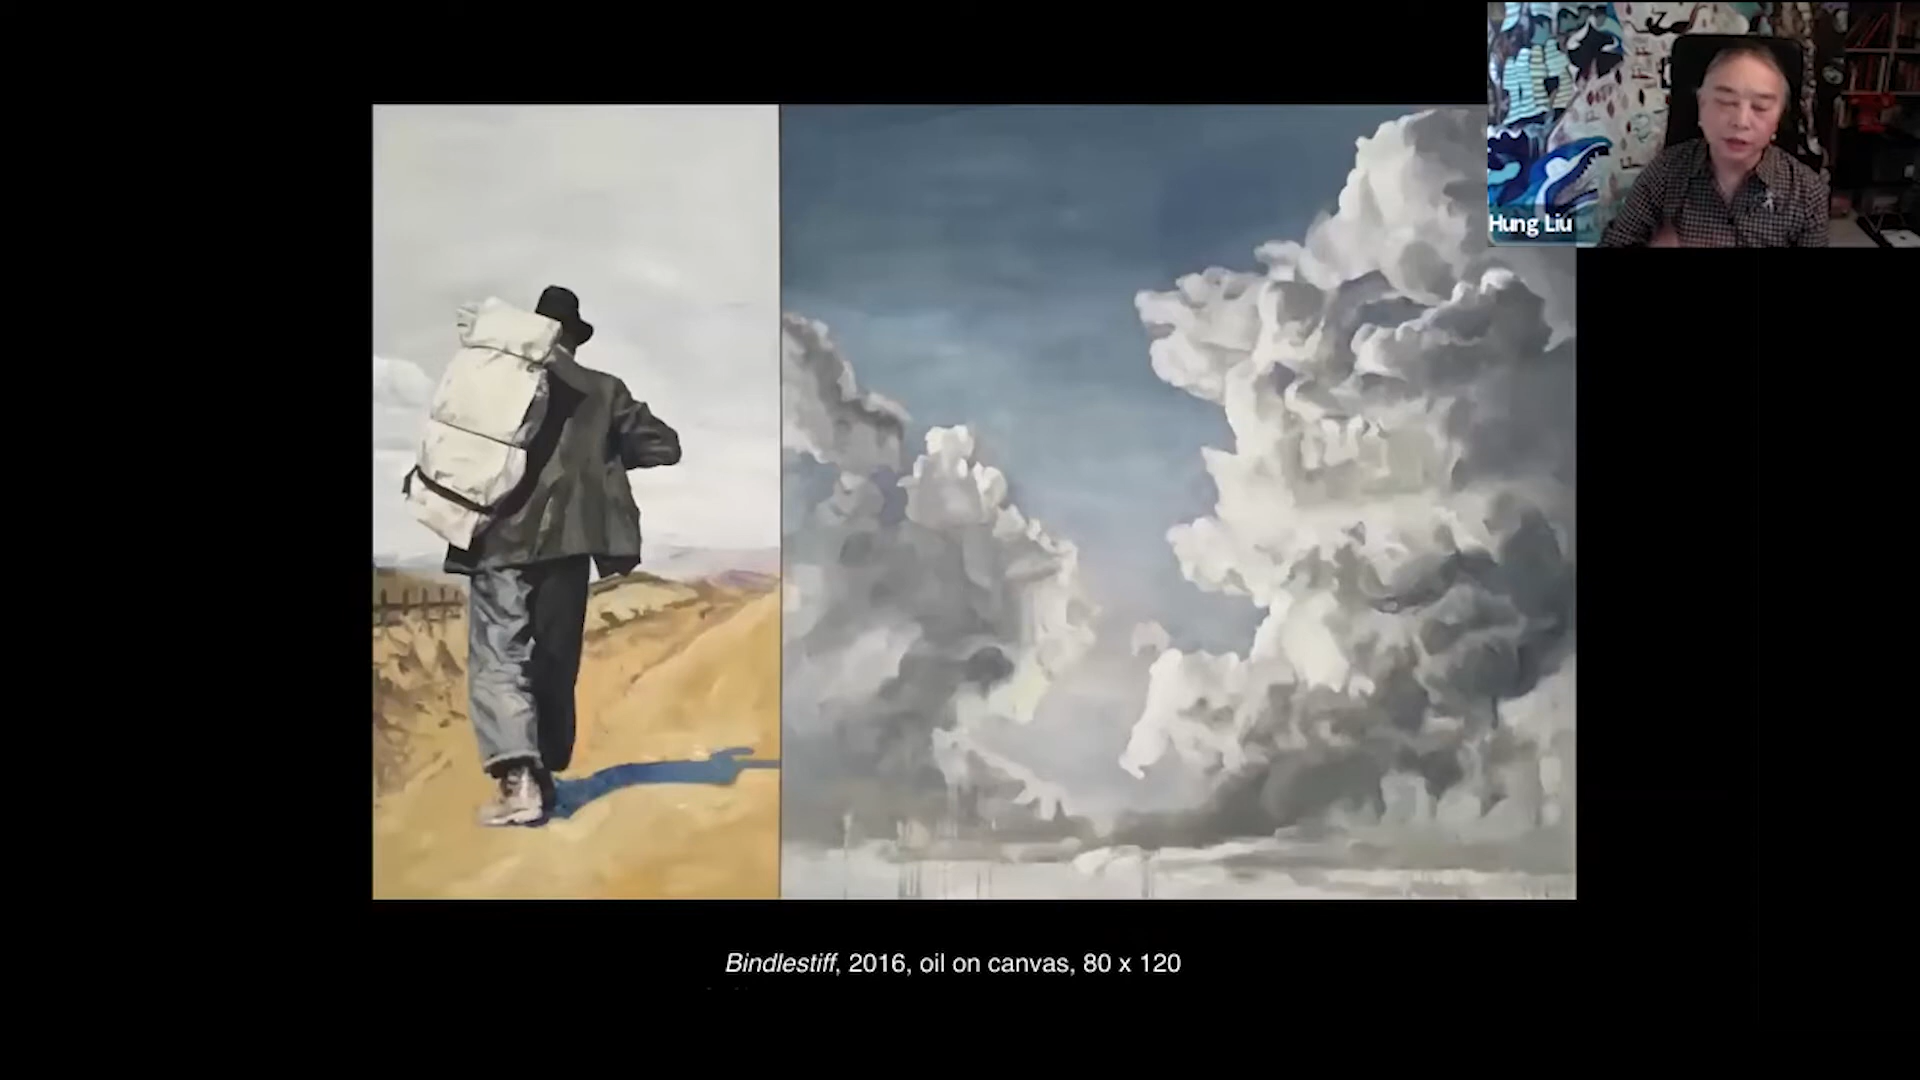 Hung Liu
Bindlestiff, 2016, oil on canvas, 80 x 120